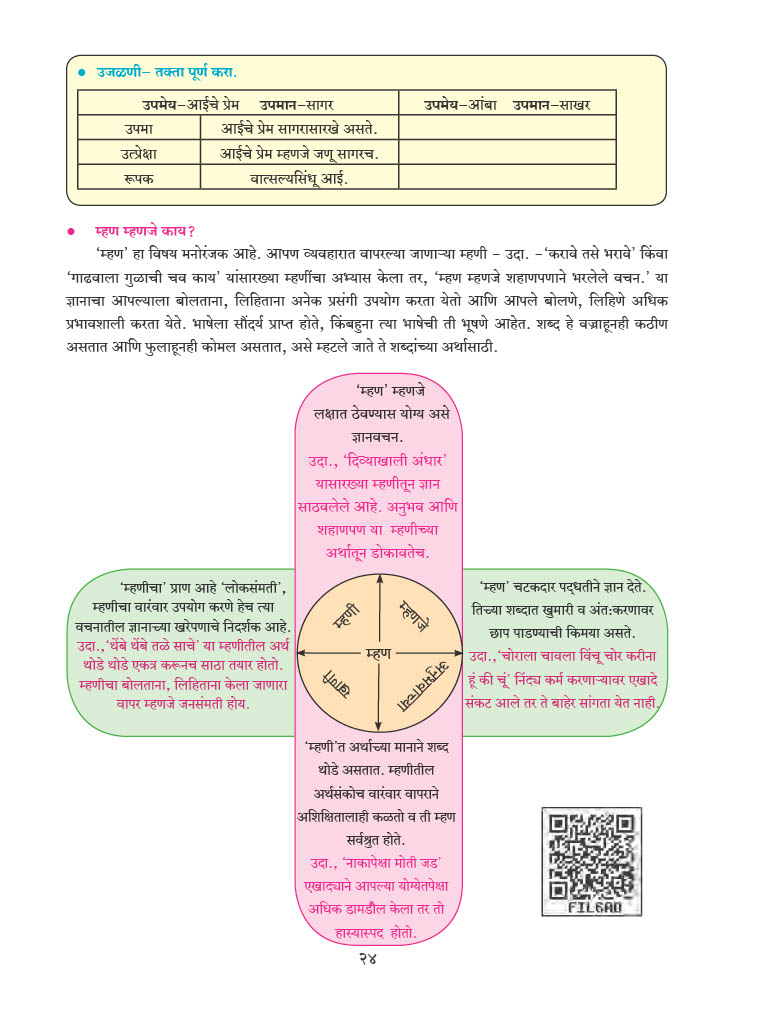 ● उजळणी– तक्ता पूर्ण करा.
उपमेय–आईचे प्रेम उपमान–सागर उपमेय–आंबा उपमान–साखर
उपमा आईचे प्रेम सागरासारखे असते.
उत्प्रेक्षा आईचे प्रेम म्हणजे जणू सागरच.
रूपक वात्सल्यसिंधू आई.
● म्हण म्हणजे काय?
‘म्हण’ हा विषय मनोरंजक आहे. आपण व्यवहारात वापरल्या जाणाऱ्या म्हणी – उदा. –‘करावे तसे भरावे’ किंवा
‘गाढवाला गुळाची चव काय’ यांसारख्या म्हणींचा अभ्यास केला तर, ‘म्हण म्हणजे शहाणपणाने भरलेले वचन.’ या
ज्ञानाचा आपल्याला बोलताना, लिहिताना अनेक प्रसंगी उपयोग करता येतो आणि आपले बोलणे, लिहिणे अधिक
प्रभावशाली करता येते. भाषेला सौंदर्य प्राप्त होते, किंबहुना त्या भाषेची ती भूषणे आहेत. शब्द हे वज्राहूनही कठीण
असतात आणि फुलाहूनही कोमल असतात, असे म्हटले जाते ते शब्दांच्या अर्थासाठी.
‘म्हण’ म्हणजे
लक्षात ठेवण्यास योग्य असे
ज्ञानवचन.
उदा., ‘दिव्याखाली अंधार’
यासारख्या म्हणीतून ज्ञान
साठवलेले आहे. अनुभव आणि
शहाणपण या म्हणीच्या
अर्थातून डोकावतेच.
‘म्हणीचा’ प्राण आहे ‘लोकसंमती’,
म्हणीचा वारंवार उपयोग करणे हेच त्या
वचनातील ज्ञानाच्या खरेपणाचे निदर्शक आहे.
उदा.,‘थेंबे थेंबे तळे साचे’ या म्हणीतील अर्थ
थोडे थोडे एकत्र करूनच साठा तयार होतो.
म्हणीचा बोलताना, लिहिताना केला जाणारा
वापर म्हणजे जनसंमती होय.
म्हणी
म्हणजे
म्हण
खाणी
अनुभवाच्या
‘म्हण’ चटकदार पद्धतीने ज्ञान देते.
तिच्या शब्दात खुमारी व अंतःकरणावर
छाप पाडण्याची किमया असते.
उदा.,‘चोराला चावला विंचू चोर करीना
हूं की चूं’ निंद्य कर्म करणाऱ्यावर एखादे
संकट आले तर ते बाहेर सांगता येत नाही.
‘म्हणी’त अर्थाच्या मानाने शब्द
थोडे असतात. म्हणीतील
अर्थसंकोच वारंवार वापराने
अशिक्षितालाही कळतो व ती म्हण
सर्वश्रुत होते.
उदा., ‘नाकापेक्षा मोती जड’
एखाद्याने आपल्या योग्येतपेक्षा
अधिक डामडौल केला तर तो
हास्यास्पद होतो.
FIL6AD
२४